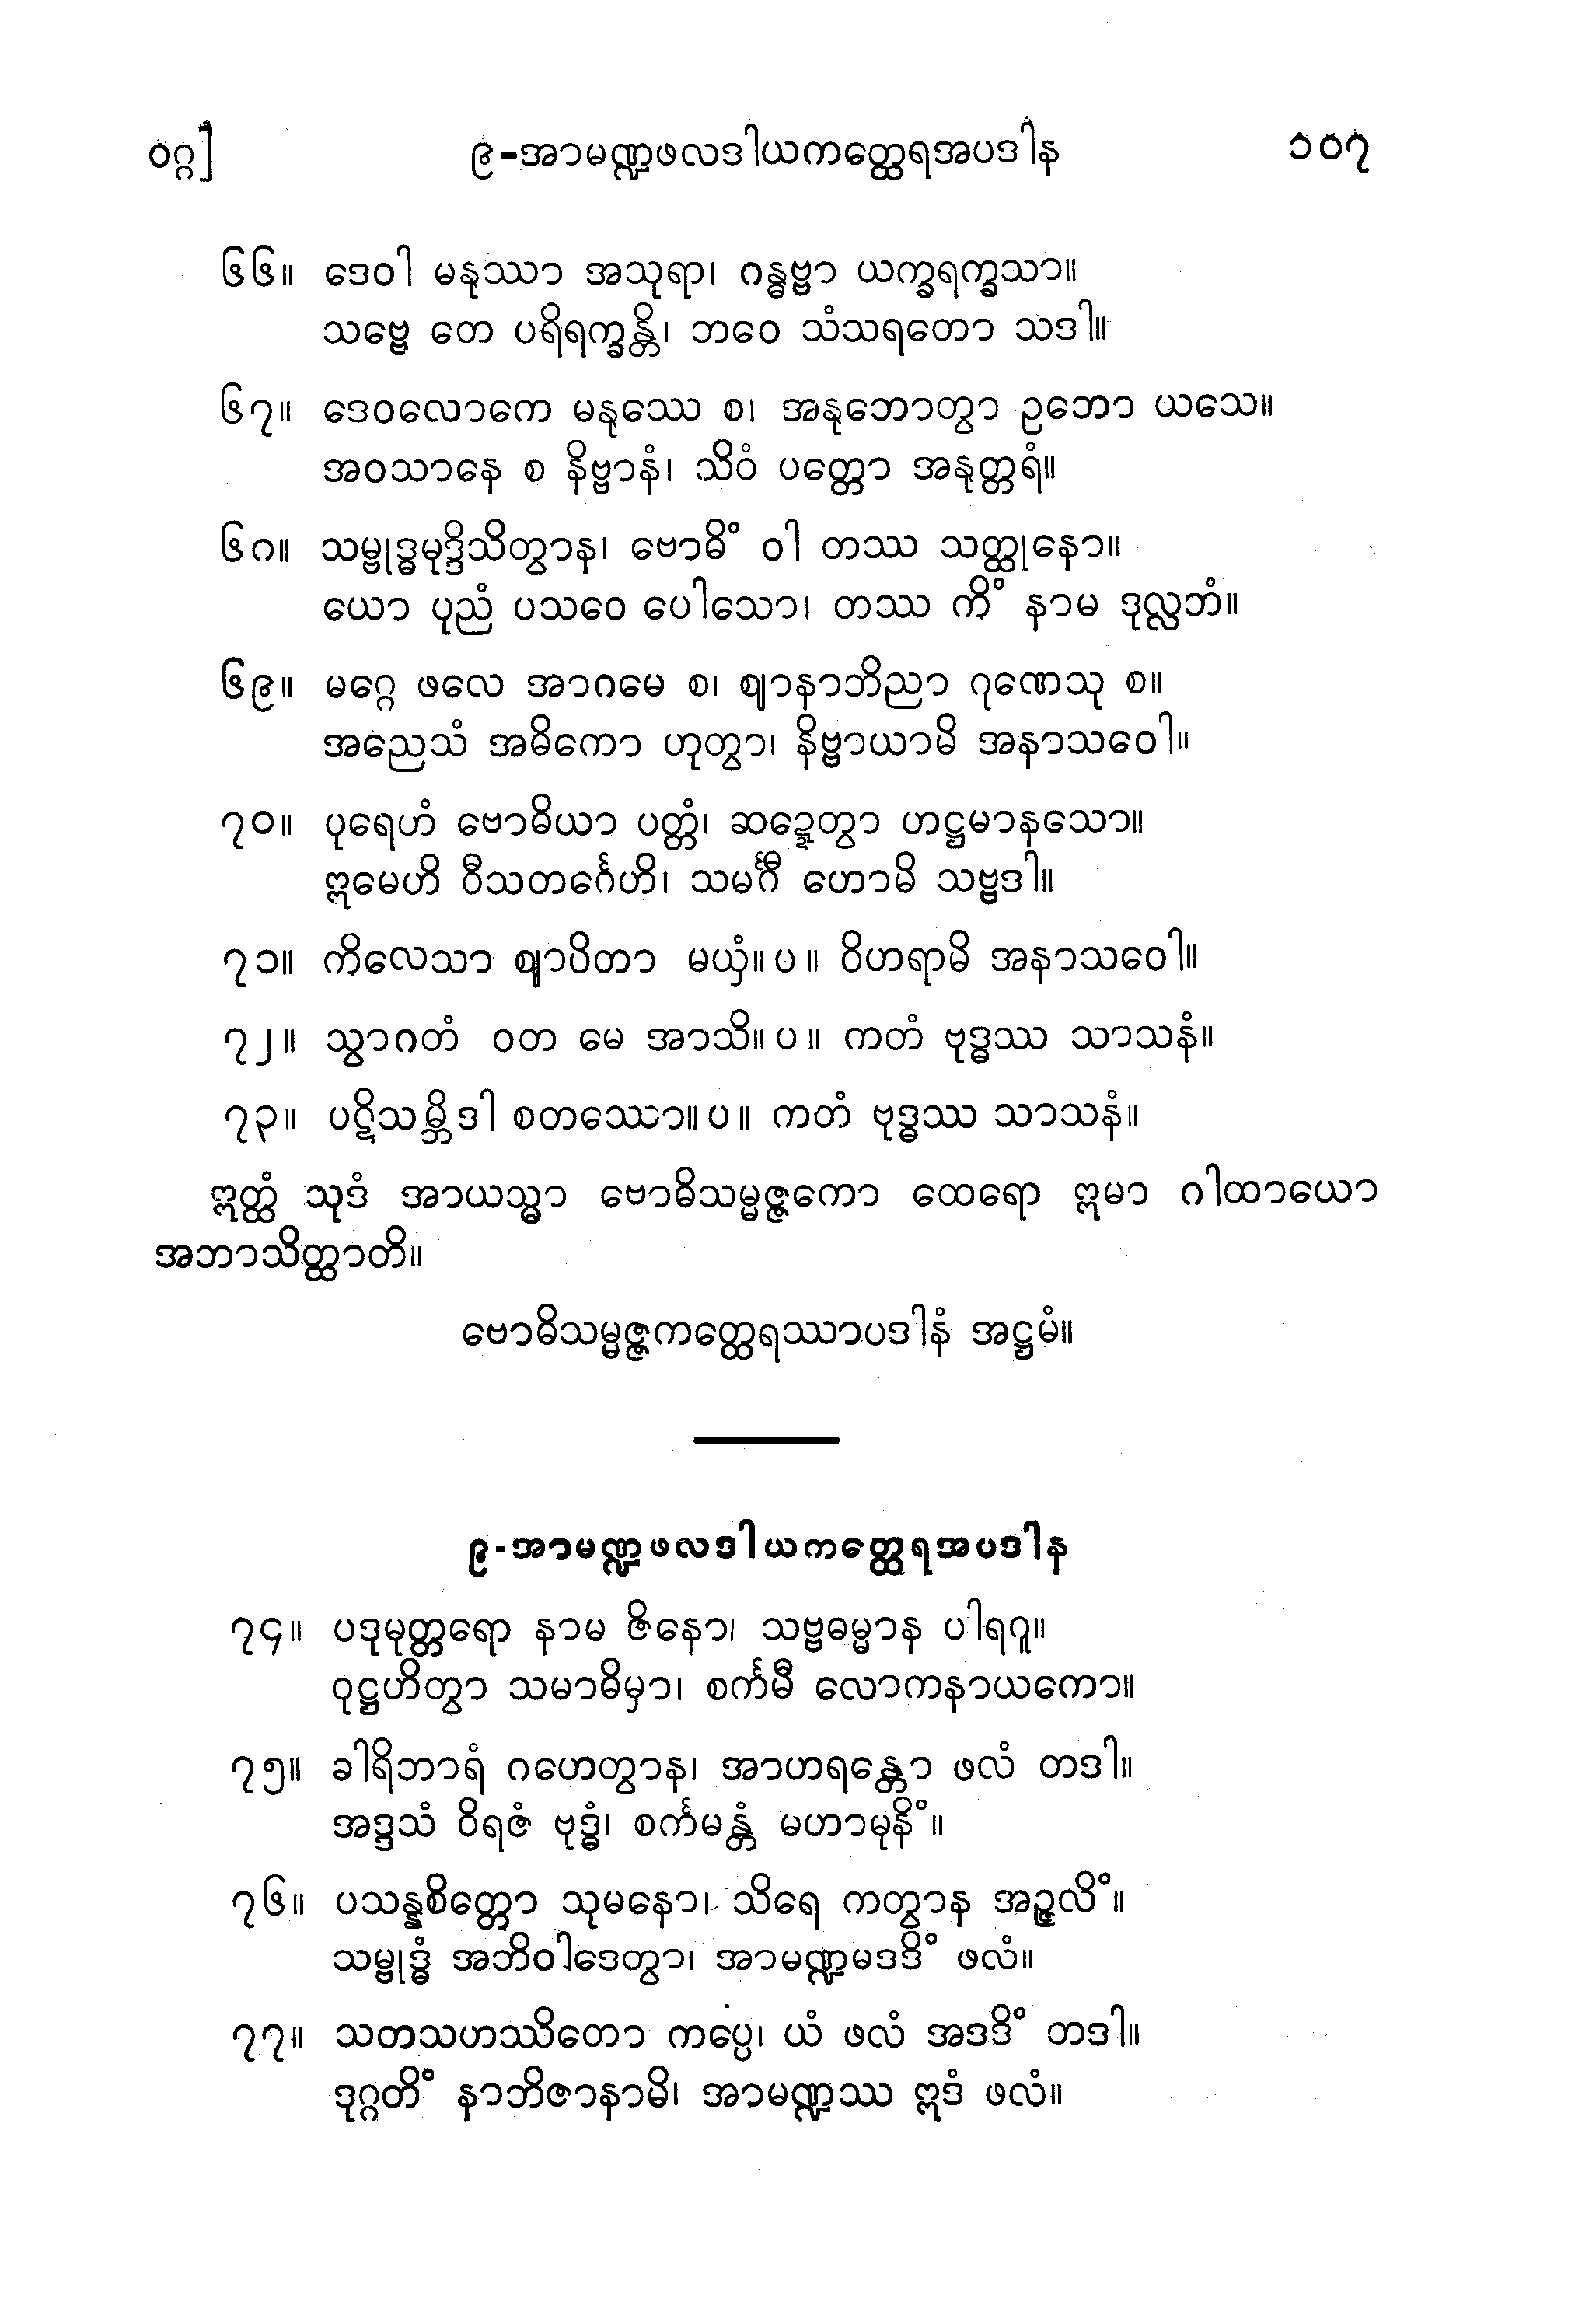 ဝဂ္ဂ] ၉-အာမဏ္ဍဖလဒါယကတ္ထေရအပဒါန ၁၀၇
၆၆။ ဒေဝါ မနုဿာ အသုရာ၊ ဂန္ဓဗ္ဗာ ယက္ခရက္ခသာ။
သဗ္ဗေ တေ ပရိရက္ခန္တိ၊ ဘဝေ သံသရတော သဒါ။
၆၇။ ဒေဝလောကေ မနုဿေ စ၊ အနုဘောတွာ ဥဘော ယသေ။
အဝသာနေ စ နိဗ္ဗာနံ၊ သိဝံ ပတ္တော အနုတ္တရံ။
၆၈။ သမ္ဗုဒ္ဓမုဒ္ဒိသိတွာန၊ ဗောဓိံ ဝါ တဿ သတ္ထုနော။
ယော ပုညံ ပသဝေ ပေါသော၊ တဿ ကိံ နာမ ဒုလ္လဘံ။
၆၉။ မဂ္ဂေ ဖလေ အာဂမေ စ၊ ဈာနာဘိညာ ဂုဏေသု စ။
အညေသံ အဓိကော ဟုတွာ၊ နိဗ္ဗာယာမိ အနာသဝေါ။
၇၀။ ပုရေဟံ ဗောဓိယာ ပတ္တံ၊ ဆဍ္ဍေတွာ ဟဋ္ဌမာနသော။
ဣမေဟိ ဝီသတင်္ဂေဟိ၊ သမင်္ဂီ ဟောမိ သဗ္ဗဒါ။
၇၁။ ကိလေသာ ဈာပိတာ မယှံ။ပ။ ဝိဟရာမိ အနာသဝေါ။
၇၂။ သွာဂတံ ဝတ မေ အာသိ။ပ။ ကတံ ဗုဒ္ဓဿ သာသနံ။
၇၃။ ပဋိသမ္ဘိဒါ စတဿော။ပ။ ကတံ ဗုဒ္ဓဿ သာသနံ။
ဣတ္ထံ သုဒံ အာယသ္မာ ဗောဓိသမ္မဇ္ဇကော ထေရော ဣမာ ဂါထာယော
အဘာသိတ္ထာတိ။
ဗောဓိသမ္မဇ္ဇကတ္ထေရဿာပဒါနံ အဋ္ဌမံ။
၉-အာမဏ္ဍဖလဒါယကတ္ထေရအပဒါန
၇၄။ ပဒုမုတ္တရော နာမ ဇိနော၊ သဗ္ဗဓမ္မာန ပါရဂူ။
ဝုဋ္ဌဟိတွာ သမာဓိမှာ၊ စင်္ကမီ လောကနာယကော။
၇၅။ ခါရိဘာရံ ဂဟေတွာန၊ အာဟရန္တော ဖလံ တဒါ။
အဒ္ဒသံ ဝိရဇံ ဗုဒ္ဓံ၊ စင်္ကမန္တံ မဟာမုနိံ။
၇၆။ ပသန္နစိတ္တော သုမနော၊ သိရေ ကတွာန အဉ္ဇလိံ။
သမ္ဗုဒ္ဓံ အဘိဝါဒေတွာ၊ အာမဏ္ဍမဒဒိံ ဖလံ။
၇၇။ သတသဟဿိတော ကပ္ပေ၊ ယံ ဖလံ အဒဒိံ တဒါ။
ဒုဂ္ဂတိံ နာဘိဇာနာမိ၊ အာမဏ္ဍဿ ဣဒံ ဖလံ။